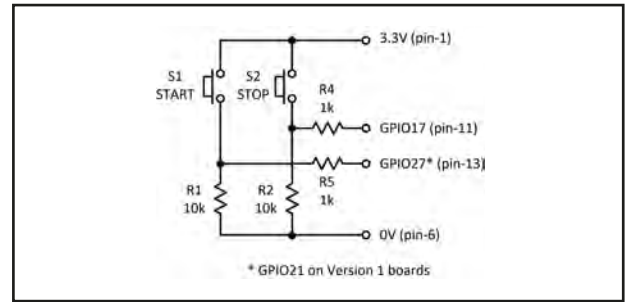 3.3V (pin-1)
S1
START
S2
STOP
R4
1k
GPIO17 (pin-11)
GPIO27* (pin-13)
R5
1k
R1
10k
R2
10k
0V (pin-6)
* GPIO21 on Version 1 boards